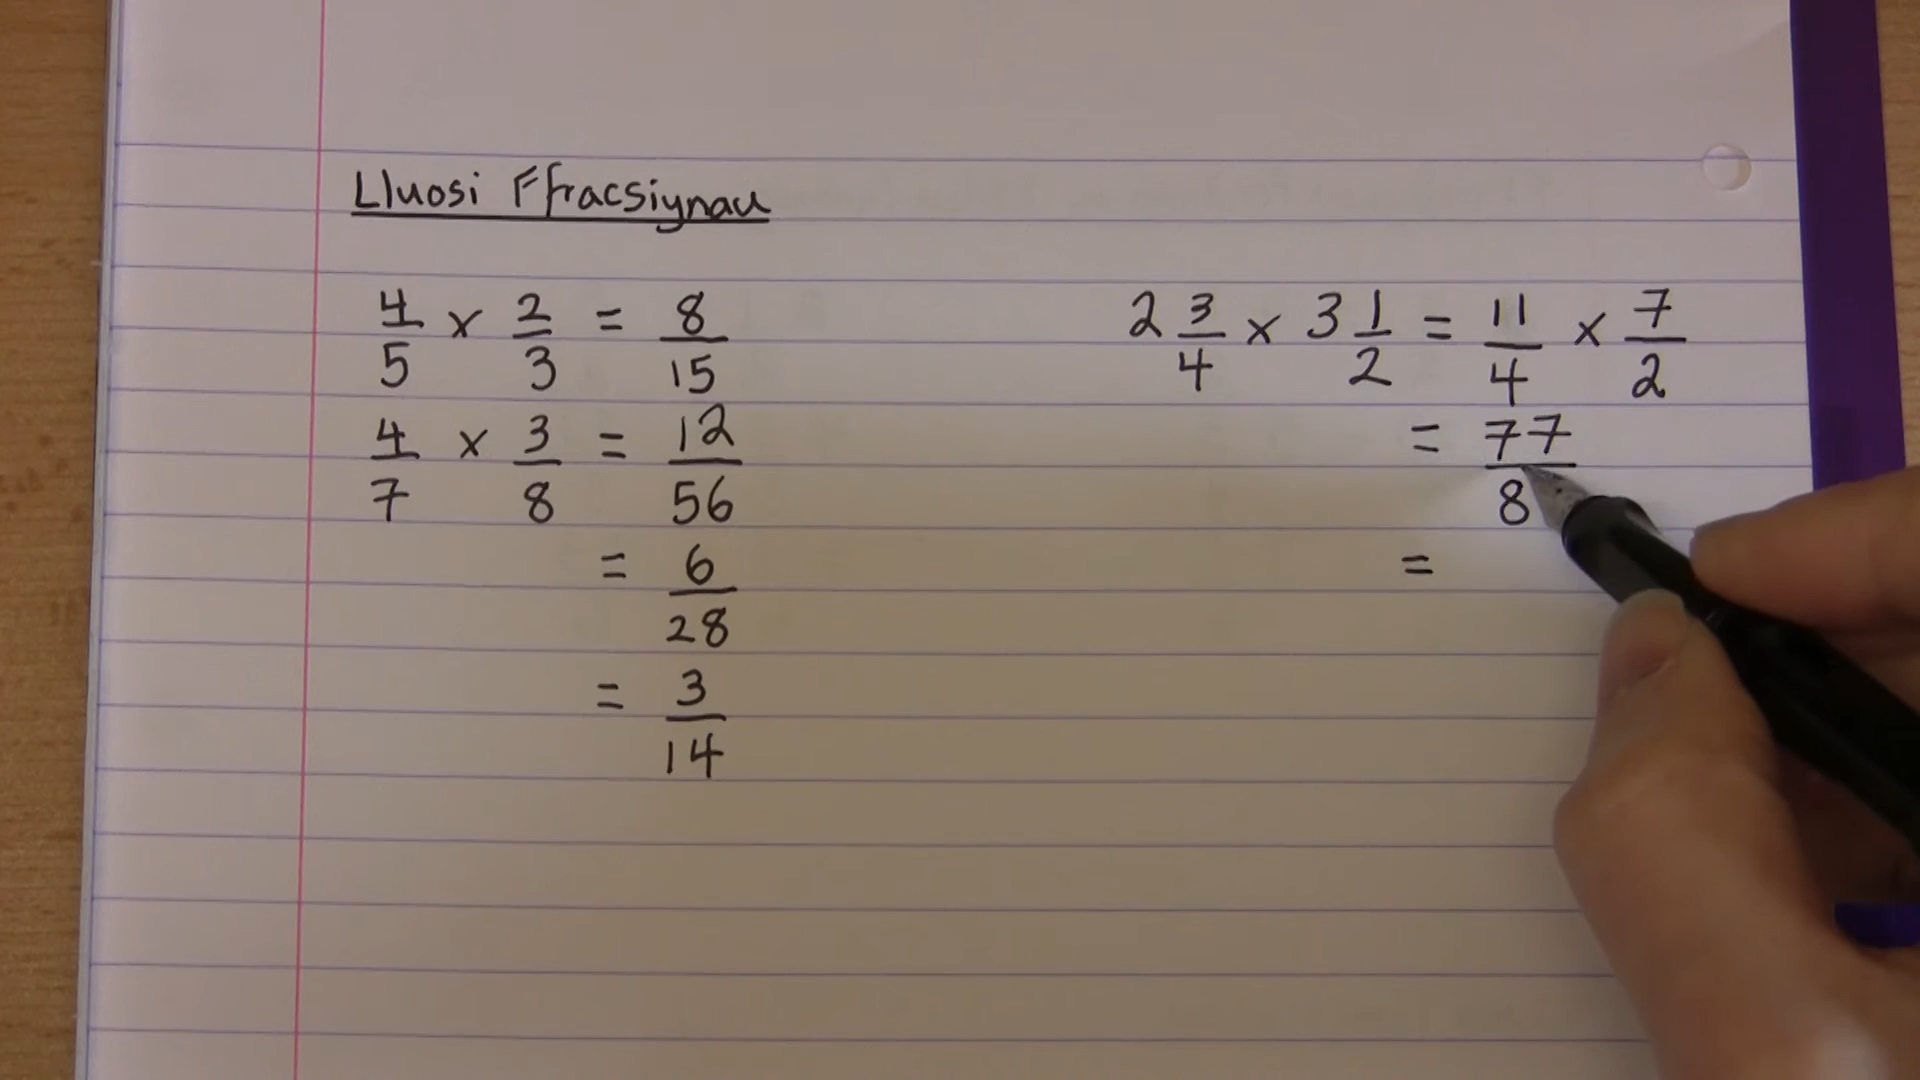 Lluosi Ffracsiynau
4/5 × 2/3 = 8/15
4/7 × 3/8 = 12/56
= 6/28
= 3/14
2 3/4 × 3 1/2 = 11/4 × 7/2
= 77/8
=